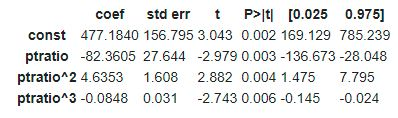 coef std err t P>|t| [0.025 0.975]
const 477.1840 156.795 3.043 0.002 169.129 785.239
ptratio -82.3605 27.644 -2.979 0.003 -136.673 -28.048
ptratio^2 4.6353 1.608 2.882 0.004 1.475 7.795
ptratio^3 -0.0848 0.031 -2.743 0.006 -0.145 -0.024